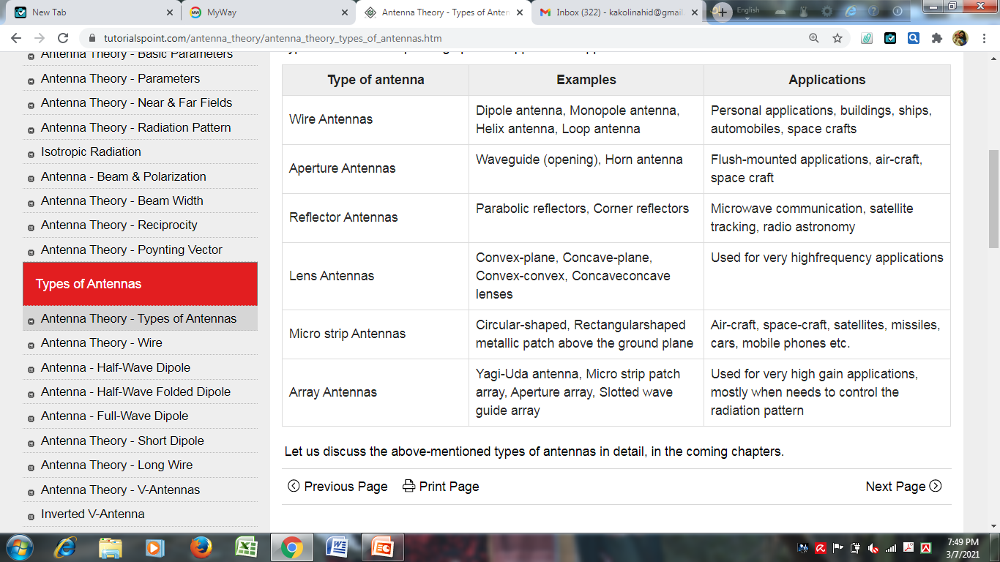 New Tab
MyWay
Antenna Theory - Types of Anten
Inbox (322) - kakolinahid@gmail.
English
tutorialspoint.com/antenna_theory/antenna_theory_types_of_antennas.htm
Antenna Theory - Basic Parameters
Antenna Theory - Parameters
Antenna Theory - Near & Far Fields
Antenna Theory - Radiation Pattern
Isotropic Radiation
Antenna - Beam & Polarization
Antenna Theory - Beam Width
Antenna Theory - Reciprocity
Antenna Theory - Poynting Vector
Types of Antennas
Antenna Theory - Types of Antennas
Antenna Theory - Wire
Antenna - Half-Wave Dipole
Antenna - Half-Wave Folded Dipole
Antenna - Full-Wave Dipole
Antenna Theory - Short Dipole
Antenna Theory - Long Wire
Antenna Theory - V-Antennas
Inverted V-Antenna
Type of antenna Examples Applications
Wire Antennas
Dipole antenna, Monopole antenna,
Helix antenna, Loop antenna
Personal applications, buildings, ships,
automobiles, space crafts
Aperture Antennas
Waveguide (opening), Horn antenna
Flush-mounted applications, air-craft,
space craft
Reflector Antennas
Parabolic reflectors, Corner reflectors
Microwave communication, satellite
tracking, radio astronomy
Lens Antennas
Convex-plane, Concave-plane,
Convex-convex, Concaveconcave
lenses
Used for very highfrequency applications
Micro strip Antennas
Circular-shaped, Rectangularshaped
metallic patch above the ground plane
Air-craft, space-craft, satellites, missiles,
cars, mobile phones etc.
Array Antennas
Yagi-Uda antenna, Micro strip patch
array, Aperture array, Slotted wave
guide array
Used for very high gain applications,
mostly when needs to control the
radiation pattern
Let us discuss the above-mentioned types of antennas in detail, in the coming chapters.
Previous Page Print Page Next Page
7:49 PM
3/7/2021